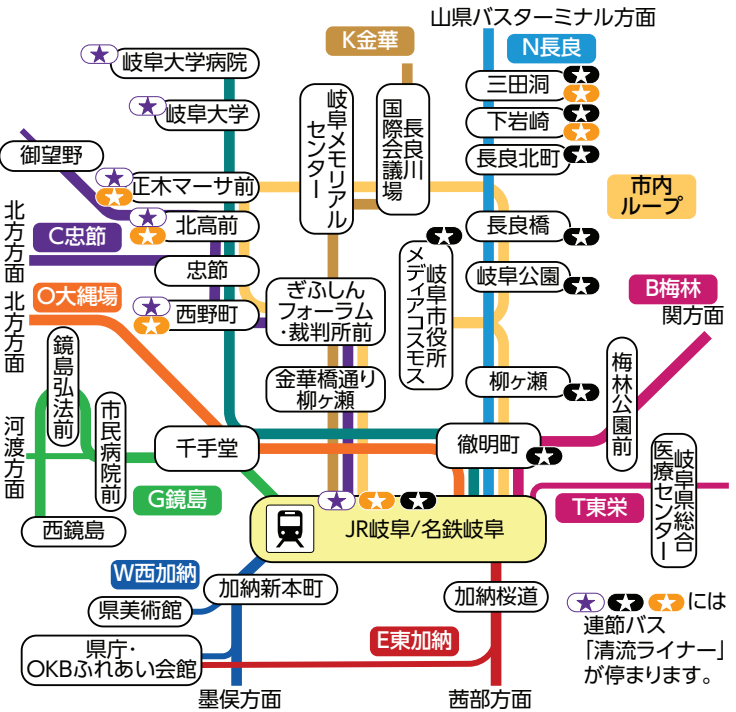 山県バスターミナル方面
K金華
N長良
岐阜大学病院
三田洞
岐阜大学
岐阜メモリアル
センター
長良川
国際会議場
下岩崎
御望野
長良北町
正木マーサ前
市内
ループ
北方方面
C忠節
北高前
長良橋
忠節
岐阜市役所
メディアコスモス
岐阜公園
北方方面
O大縄場
ぎふしん
フォーラム
・裁判所前
B梅林
関方面
西野町
鏡島弘法前
金華橋通り
柳ヶ瀬
柳ヶ瀬
梅林公園前
市民病院前
河渡方面
千手堂
徹明町
岐阜県総合
医療センター
G鏡島
T東栄
西鏡島
JR岐阜/名鉄岐阜
W西加納
加納新本町
加納桜道
県美術館
には
連節バス
「清流ライナー」
が停まります。
E東加納
県庁・
OKBふれあい会館
墨俣方面
茜部方面